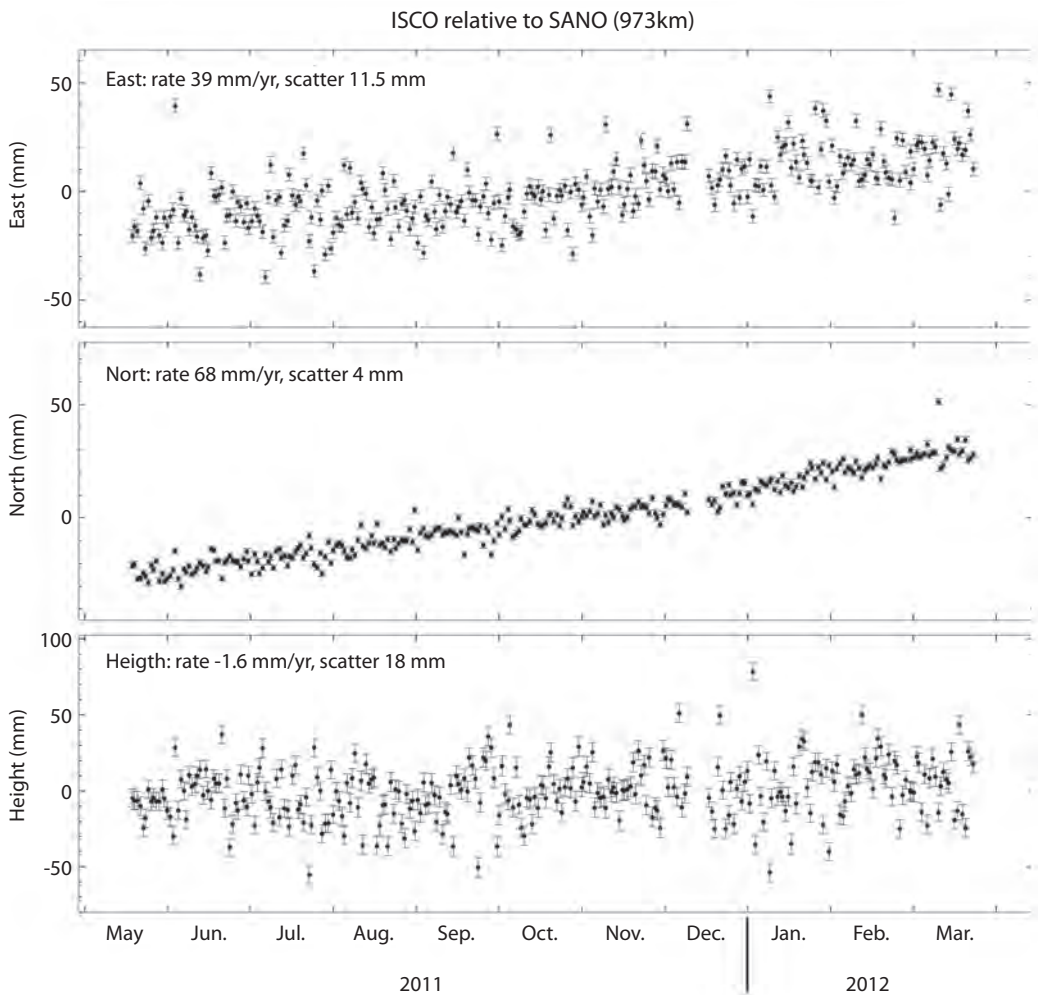 ISCO relative to SANO (973km)
East: rate 39 mm/yr, scatter 11.5 mm
East (mm)
50
0
-50
Nort: rate 68 mm/yr, scatter 4 mm
North (mm)
50
0
Heigth: rate -1.6 mm/yr, scatter 18 mm
Height (mm)
100
50
0
-50
May Jun. Jul. Aug. Sep. Oct. Nov. Dec. Jan. Feb. Mar.
2011 2012